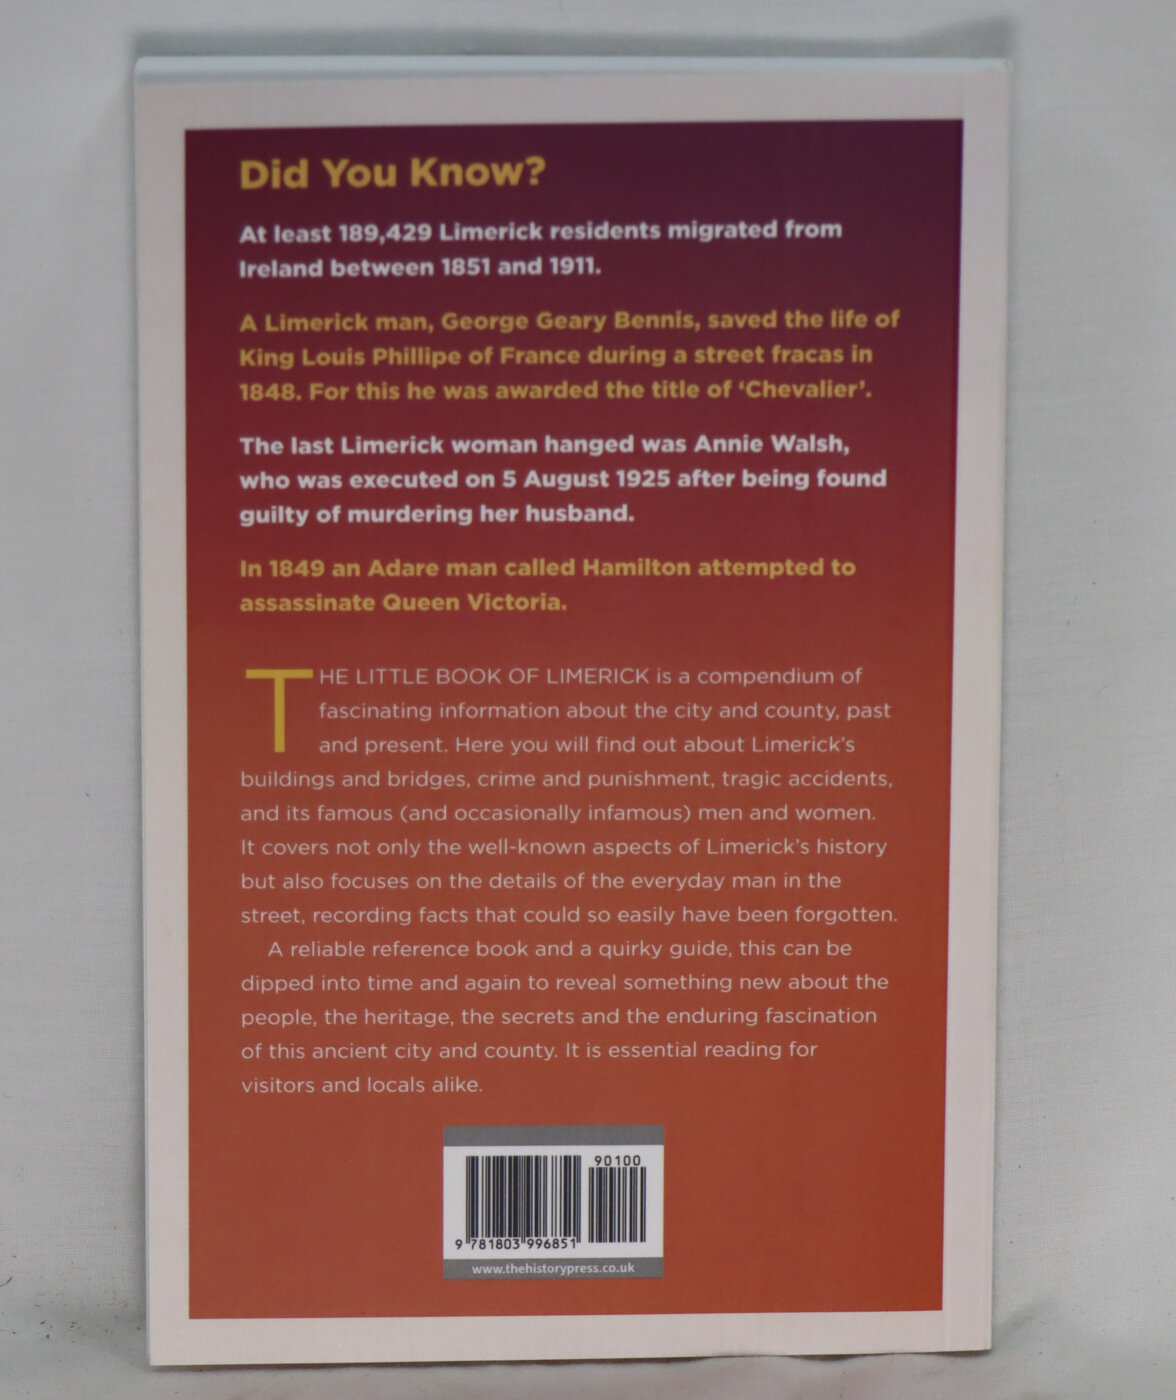 Did You Know?
At least 189,429 Limerick residents migrated from
Ireland between 1851 and 1911.
A Limerick man, George Geary Bennis, saved the life of
King Louis Phillipe of France during a street fracas in
1848. For this he was awarded the title of ‘Chevalier’.
The last Limerick woman hanged was Annie Walsh,
who was executed on 5 August 1925 after being found
guilty of murdering her husband.
In 1849 an Adare man called Hamilton attempted to
assassinate Queen Victoria.
THE LITTLE BOOK OF LIMERICK is a compendium of
fascinating information about the city and county, past
and present. Here you will find out about Limerick’s
buildings and bridges, crime and punishment, tragic accidents,
and its famous (and occasionally infamous) men and women.
It covers not only the well-known aspects of Limerick’s history
but also focuses on the details of the everyday man in the
street, recording facts that could so easily have been forgotten.
A reliable reference book and a quirky guide, this can be
dipped into time and again to reveal something new about the
people, the heritage, the secrets and the enduring fascination
of this ancient city and county. It is essential reading for
visitors and locals alike.
90100
9 781803 996851
www.thehistorypress.co.uk